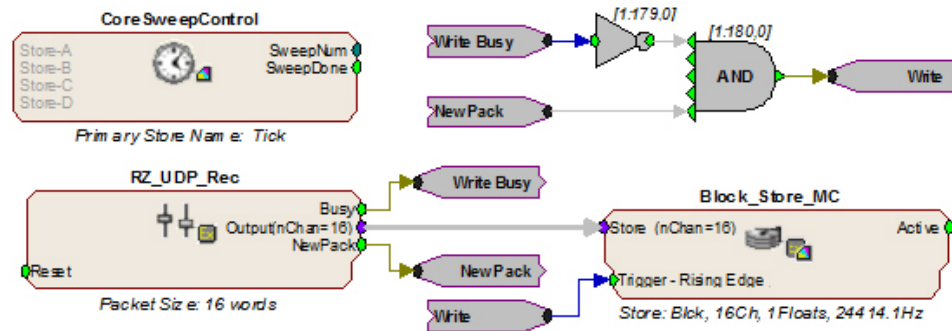 CoreSweepControl
Store-A
Store-B
Store-C
Store-D
SweepNum
SweepDone
Primary Store Name: Tick
Write Busy
[1:179,0]
[1:180,0]
AND
Write
NewPack
RZ_UDP_Rec
Busy
Output(nChan=16)
NewPack
Reset
Packet Size: 16 words
Write Busy
NewPack
Write
Block_Store_MC
Store (nChan=16)
Active
Trigger - Rising Edge
Store: Blck, 16Ch, 1Floats, 24414.1Hz